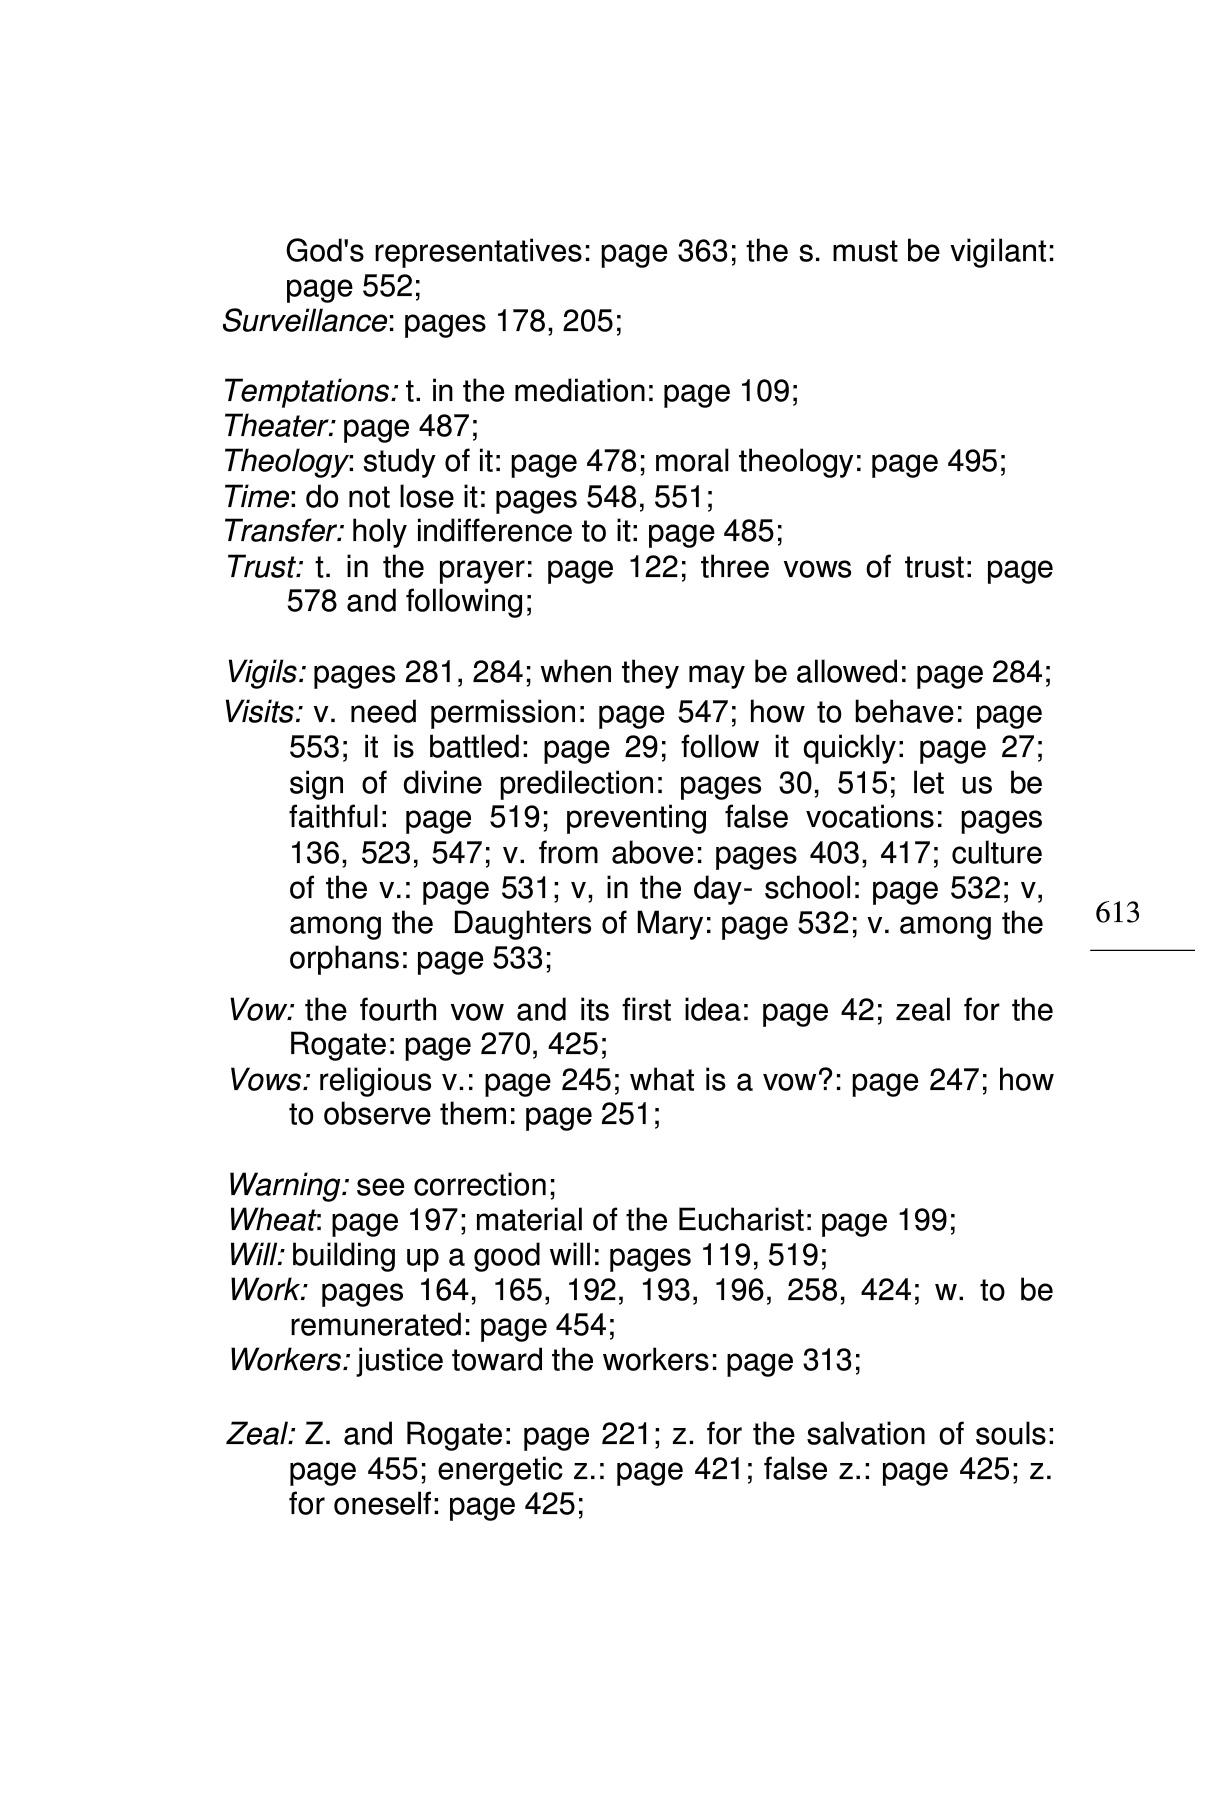 God's representatives: page 363; the s. must be vigilant:
page 552;
Surveillance: pages 178, 205;
Temptations: t. in the mediation: page 109;
Theater: page 487;
Theology: study of it: page 478; moral theology: page 495;
Time: do not lose it: pages 548, 551;
Transfer: holy indifference to it: page 485;
Trust: t. in the prayer: page 122; three vows of trust: page
578 and following;
Vigils: pages 281, 284; when they may be allowed: page 284;
Visits: v. need permission: page 547; how to behave: page
553; it is battled: page 29; follow it quickly: page 27;
sign of divine predilection: pages 30, 515; let us be
faithful: page 519; preventing false vocations: pages
136, 523, 547; v. from above: pages 403, 417; culture
of the v.: page 531; v, in the day- school: page 532; v,
among the Daughters of Mary: page 532; v. among the
orphans: page 533;
613
Vow: the fourth vow and its first idea: page 42; zeal for the
Rogate: page 270, 425;
Vows: religious v.: page 245; what is a vow?: page 247; how
to observe them: page 251;
Warning: see correction;
Wheat: page 197; material of the Eucharist: page 199;
Will: building up a good will: pages 119, 519;
Work: pages 164, 165, 192, 193, 196, 258, 424; w. to be
remunerated: page 454;
Workers: justice toward the workers: page 313;
Zeal: Z. and Rogate: page 221; z. for the salvation of souls:
page 455; energetic z.: page 421; false z.: page 425; z.
for oneself: page 425;